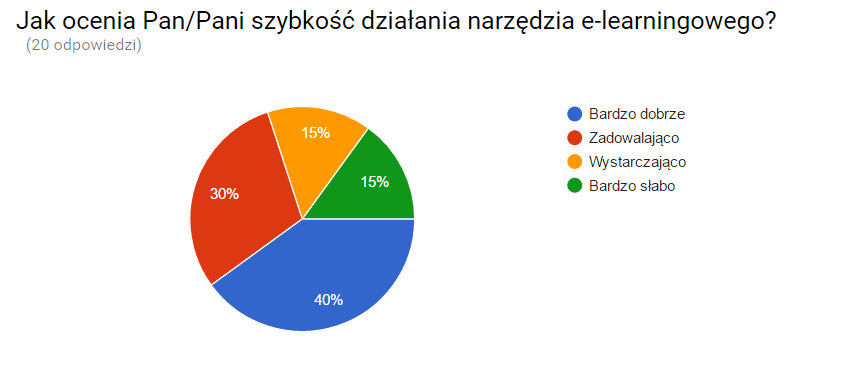 Jak ocenia Pan/Pani szybkość działania narzędzia e-learningowego?
(20 odpowiedzi)
15%
15%
30%
40%
Bardzo dobrze
Zadowalająco
Wystarczająco
Bardzo słabo